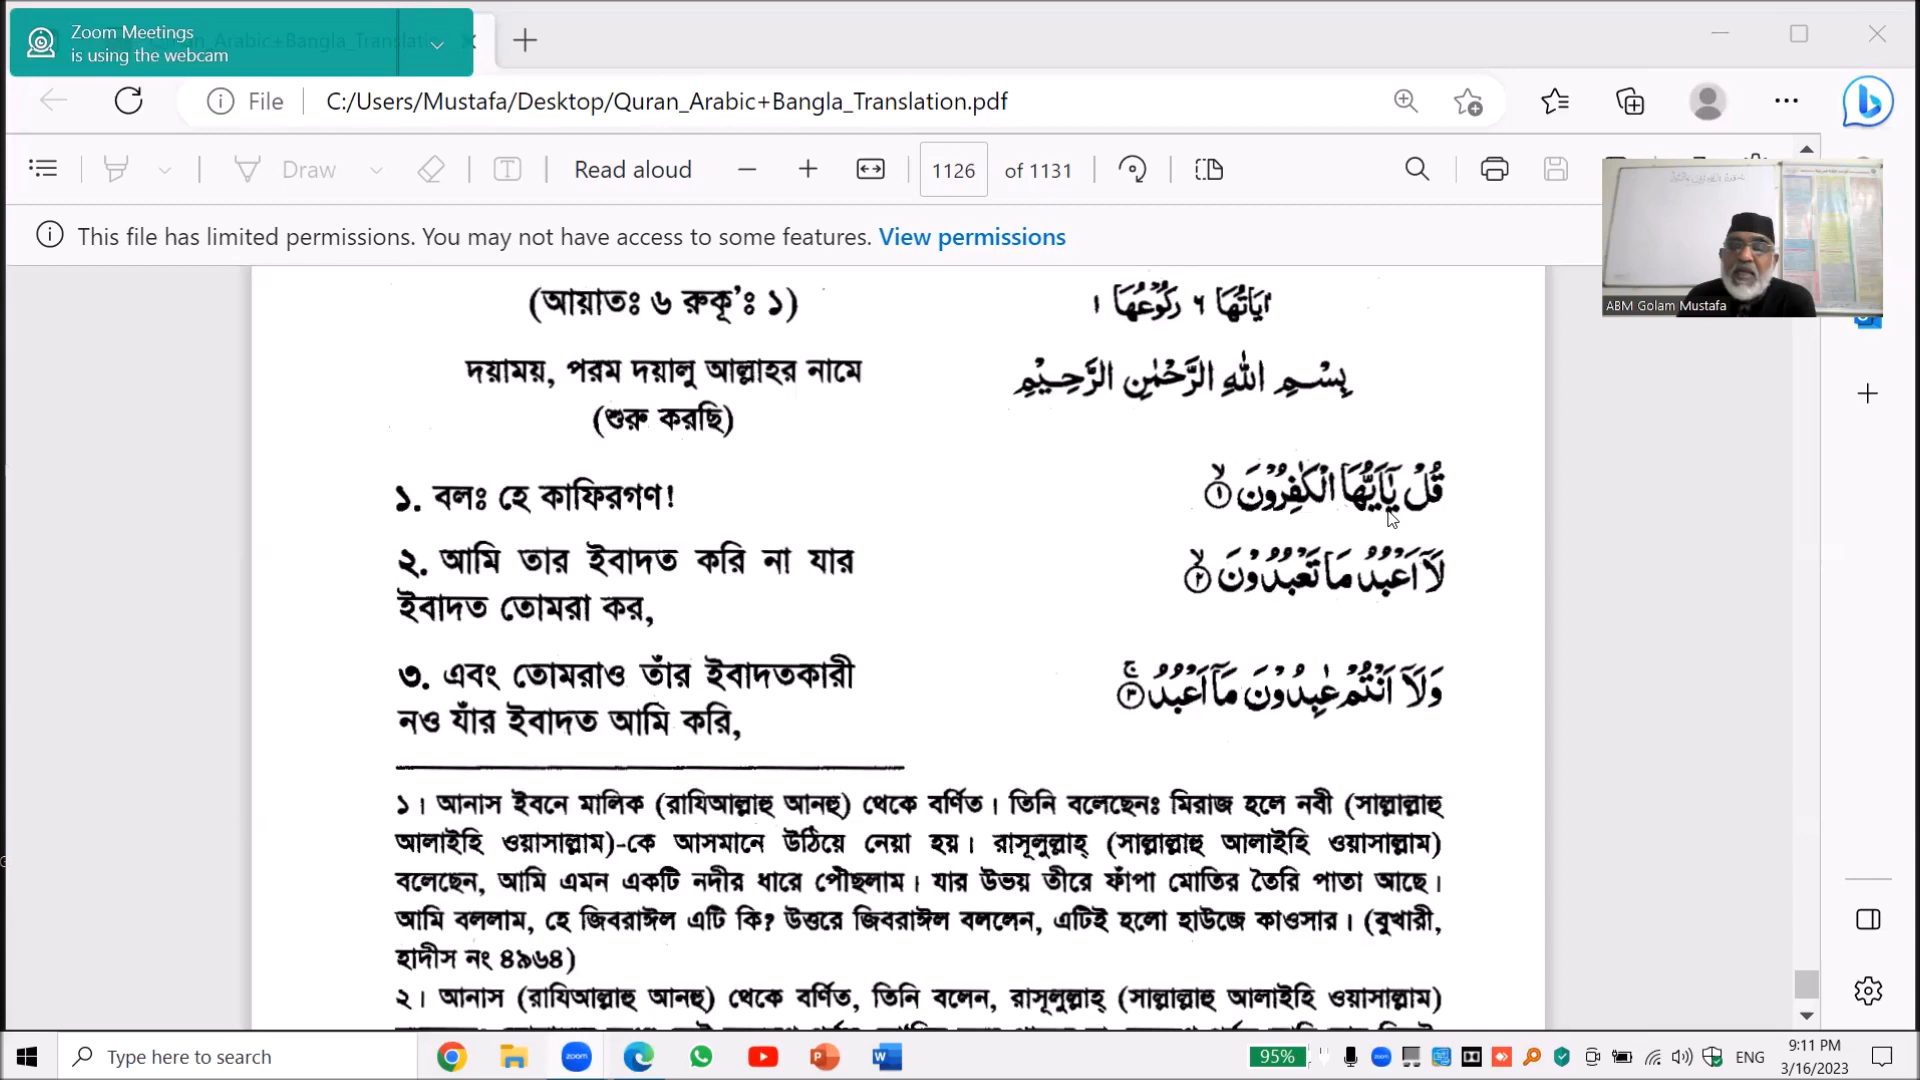 Zoom Meetings
is using the webcam
File
C:/Users/Mustafa/Desktop/Quran_Arabic+Bangla_Translation.pdf
Draw
Read aloud
1126 of 1131
This file has limited permissions. You may not have access to some features. View permissions
ABM Golam Mustafa
(আয়াতঃ ৬ রুকূ'ঃ ১)
اٰيَاتُهَا ٦ رُكُوْعُهَا ١
দয়াময়, পরম দয়ালু আল্লাহর নামে
(শুরু করছি)
بِسْمِ اللّٰهِ الرَّحْمٰنِ الرَّحِيْمِ
১. বলঃ হে কাফিরগণ!
قُلْ يٰٓاَيُّهَا الْكٰفِرُوْنَ ۙ ١
২. আমি তার ইবাদত করি না যার
ইবাদত তোমরা কর,
لَآ اَعْبُدُ مَا تَعْبُدُوْنَ ۙ ٢
৩. এবং তোমরাও তাঁর ইবাদতকারী
নও যাঁর ইবাদত আমি করি,
وَلَآ اَنْتُمْ عٰبِدُوْنَ مَآ اَعْبُدُ ۚ ٣
১। আনাস ইবনে মালিক (রাযিআল্লাহু আনহু) থেকে বর্ণিত। তিনি বলেছেনঃ মিরাজ হলে নবী (সাল্লাল্লাহু
আলাইহি ওয়াসাল্লাম)-কে আসমানে উঠিয়ে নেয়া হয়। রাসূলুল্লাহ্ (সাল্লাল্লাহু আলাইহি ওয়াসাল্লাম)
বলেছেন, আমি এমন একটি নদীর ধারে পৌঁছলাম। যার উভয় তীরে ফাঁপা মোতির তৈরি পাতা আছে।
আমি বললাম, হে জিবরাঈল এটি কি? উত্তরে জিবরাঈল বললেন, এটিই হলো হাউজে কাওসার। (বুখারী,
হাদীস নং ৪৯৬৪)
২। আনাস (রাযিআল্লাহু আনহু) থেকে বর্ণিত, তিনি বলেন, রাসূলুল্লাহ্ (সাল্লাল্লাহু আলাইহি ওয়াসাল্লাম)
Type here to search
zoom
95%
ENG
9:11 PM
3/16/2023